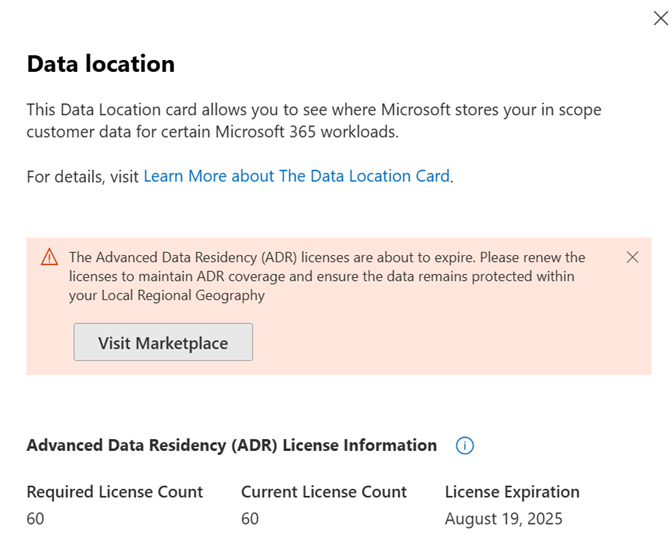 Data location
This Data Location card allows you to see where Microsoft stores your in scope
customer data for certain Microsoft 365 workloads.
For details, visit Learn More about The Data Location Card.
The Advanced Data Residency (ADR) licenses are about to expire. Please renew the
licenses to maintain ADR coverage and ensure the data remains protected within
your Local Regional Geography
Visit Marketplace
Advanced Data Residency (ADR) License Information
Required License Count Current License Count License Expiration
60 60 August 19, 2025